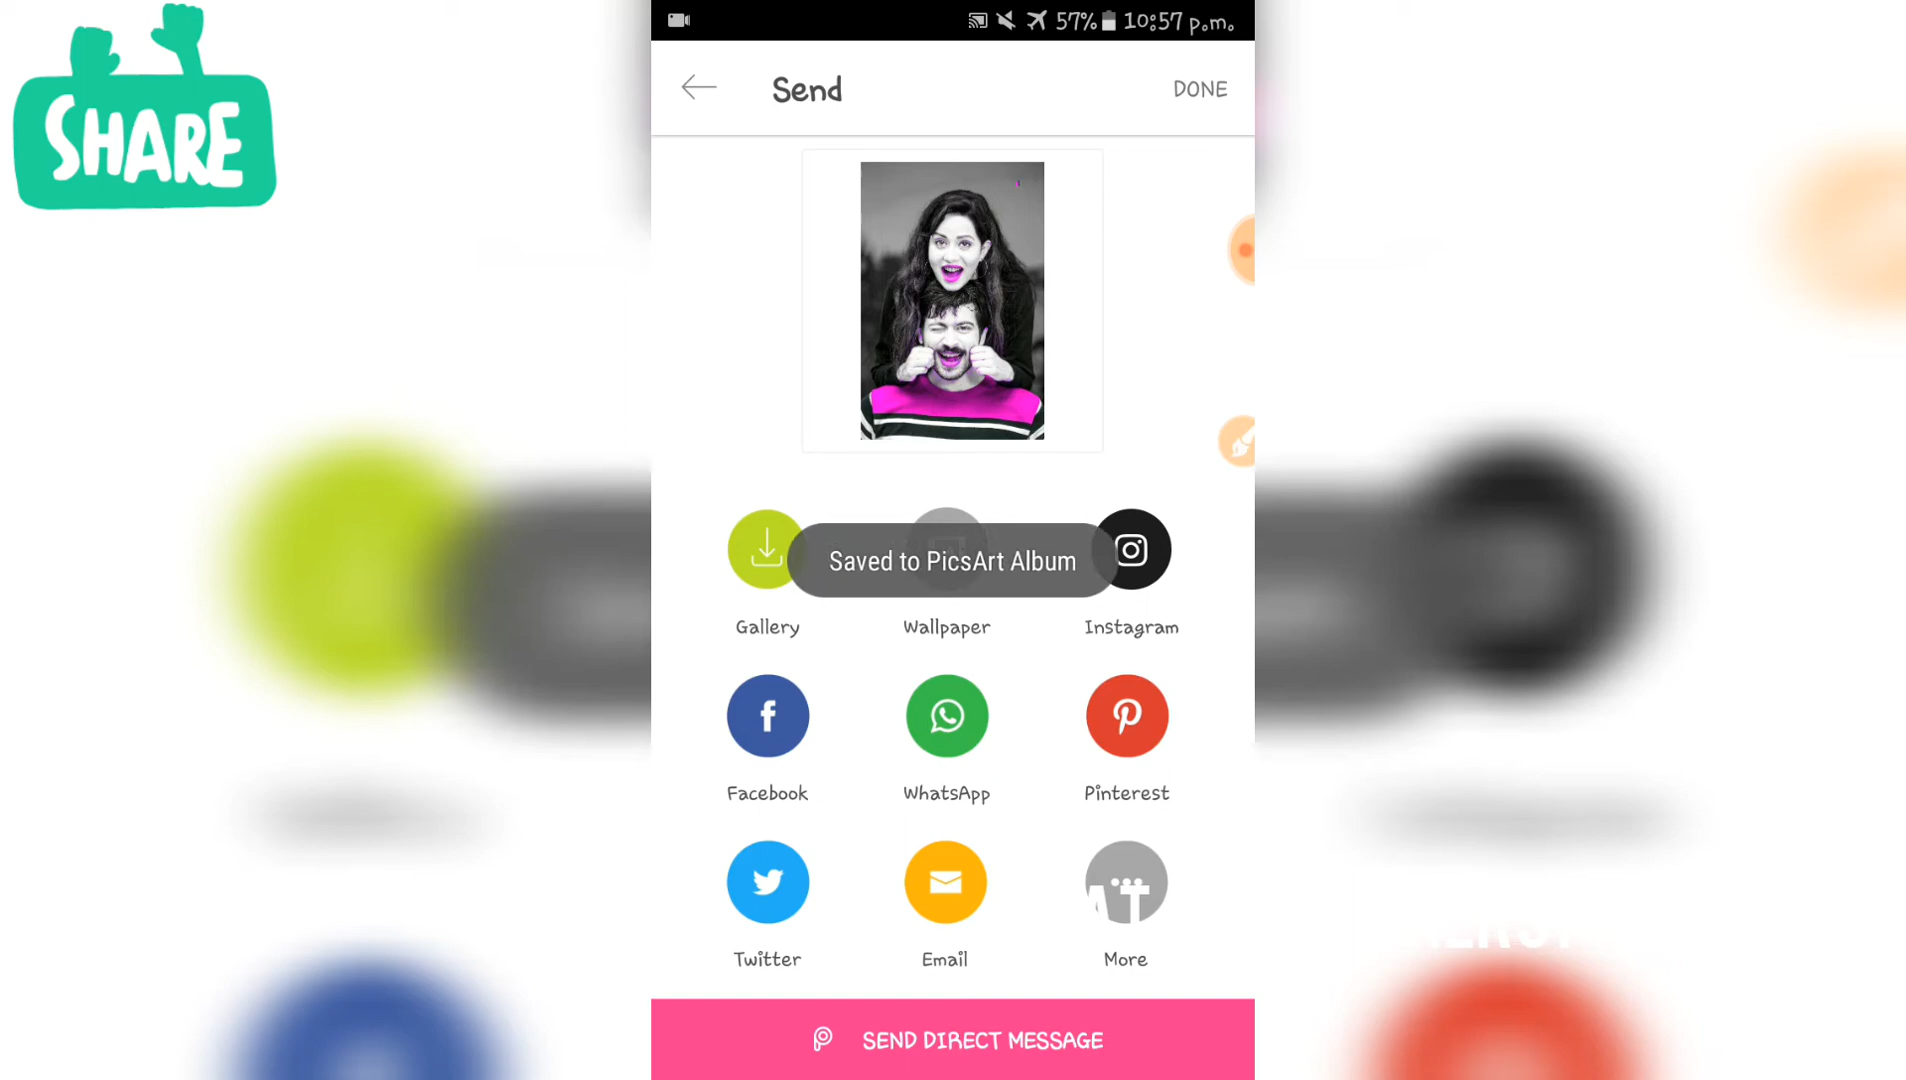 SHARE
57% 10:57 p.m.
Send
DONE
Saved to PicsArt Album
Gallery
Wallpaper
Instagram
Facebook
WhatsApp
Pinterest
AT
Twitter
Email
More
SEND DIRECT MESSAGE